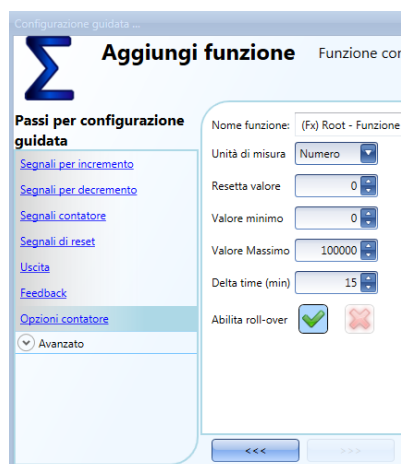 Configurazione guidata ...
Aggiungi funzione
Funzione cor
Passi per configurazione
guidata
Segnali per incremento
Segnali per decremento
Segnali contatore
Segnali di reset
Uscita
Feedback
Opzioni contatore
Avanzato
Nome funzione: (Fx) Root - Funzione
Unità di misura Numero
Resetta valore 0
Valore minimo 0
Valore Massimo 100000
Delta time (min) 15
Abilita roll-over
<<< >>>